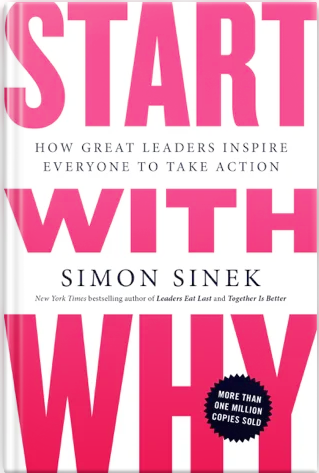 START
HOW GREAT LEADERS INSPIRE
EVERYONE TO TAKE ACTION
WITH
SIMON SINEK
New York Times bestselling author of Leaders Eat Last and Together Is Better
WHY
MORE THAN
ONE MILLION
COPIES SOLD